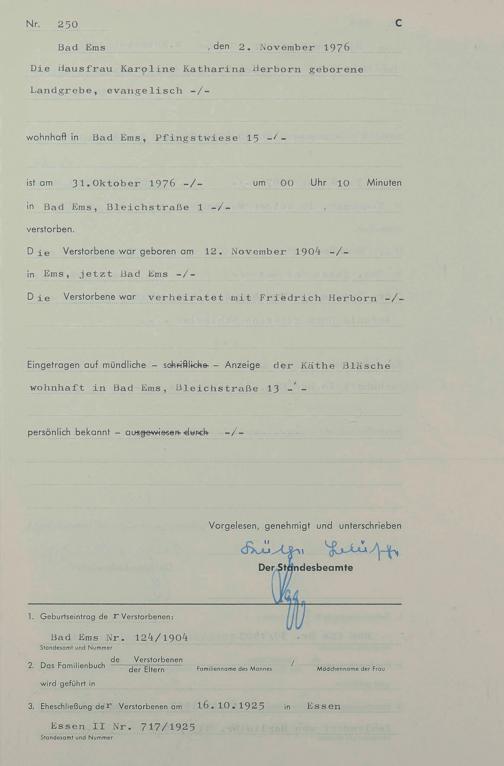 Nr. 250 C
Bad Ems , den 2. November 1976
Die Hausfrau Karoline Katharina Herborn geborene
Landgrebe, evangelisch -/-
wohnhaft in Bad Ems, Pfingstwiese 15 -/-
ist am 31.Oktober 1976 -/- um 00 Uhr 10 Minuten
in Bad Ems, Bleichstraße 1 -/-
verstorben.
Die Verstorbene war geboren am 12. November 1904 -/-
in Ems, jetzt Bad Ems -/-
Die Verstorbene war verheiratet mit Friedrich Herborn -/-
Eingetragen auf mündliche – schriftliche – Anzeige der Käthe Bläsche
wohnhaft in Bad Ems, Bleichstraße 13 -/-
persönlich bekannt – ausgewiesen durch -/-
Vorgelesen, genehmigt und unterschrieben
Der Standesbeamte
1. Geburtseintrag der Verstorbenen:
Bad Ems Nr. 124/1904
Standesamt und Nummer
2. Das Familienbuch de Verstorbenen der Eltern Familienname des Mannes / Mädchenname der Frau
wird geführt in
3. Eheschließung der Verstorbenen am 16.10.1925 in Essen
Essen II Nr. 717/1925
Standesamt und Nummer